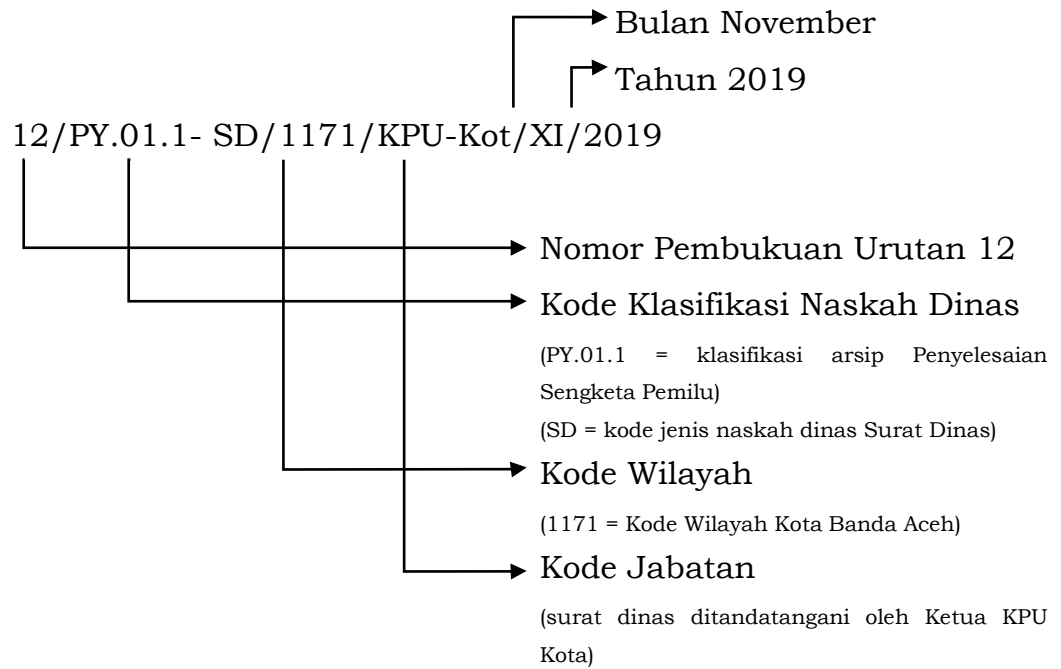 Bulan November
Tahun 2019
12/PY.01.1- SD/1171/KPU-Kot/XI/2019
Nomor Pembukuan Urutan 12
Kode Klasifikasi Naskah Dinas
(PY.01.1 = klasifikasi arsip Penyelesaian
Sengketa Pemilu)
(SD = kode jenis naskah dinas Surat Dinas)
Kode Wilayah
(1171 = Kode Wilayah Kota Banda Aceh)
Kode Jabatan
(surat dinas ditandatangani oleh Ketua KPU
Kota)